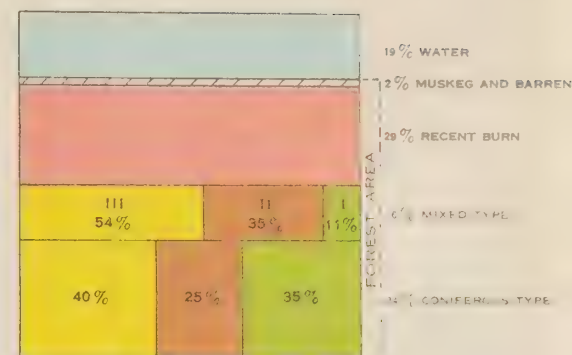 19% WATER
2% MUSKEG AND BARREN
29% RECENT BURN
III II I
54% 35% 11%
MIXED TYPE
FOREST AREA
40% 25% 35%
TYPE